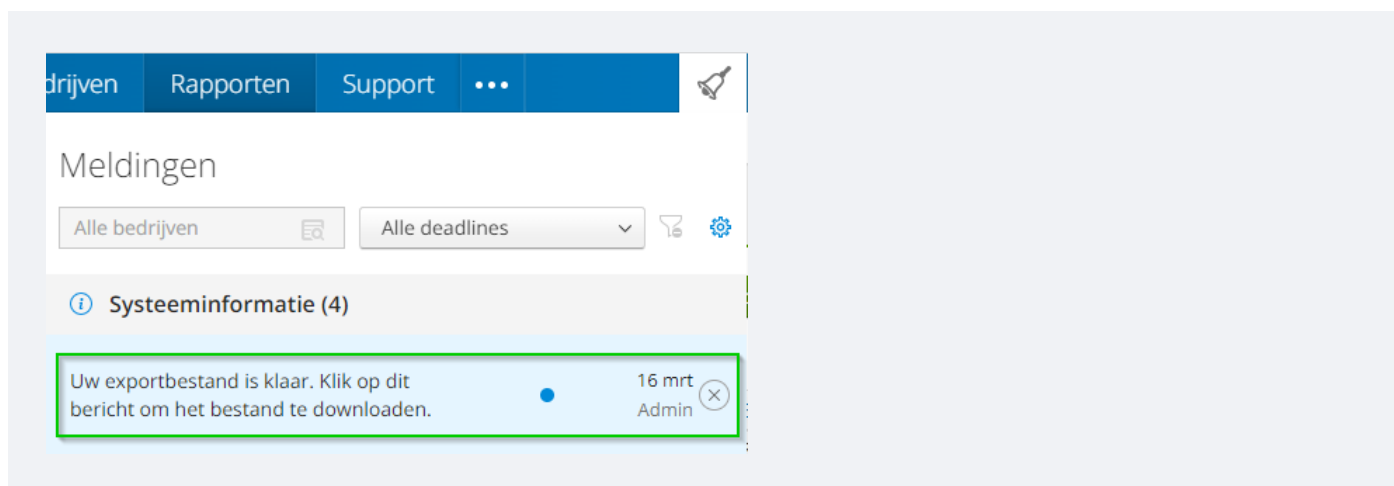 drijven Rapporten Support •••
Meldingen
Alle bedrijven Alle deadlines
Systeeminformatie (4)
Uw exportbestand is klaar. Klik op dit 16 mrt
bericht om het bestand te downloaden. Admin